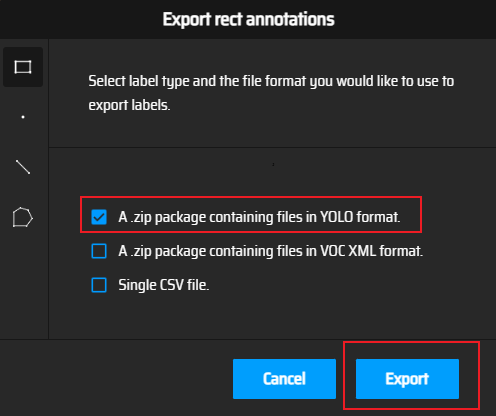 Export rect annotations
Select label type and the file format you would like to use to
export labels.
A .zip package containing files in YOLO format.
A .zip package containing files in VOC XML format.
Single CSV file.
Cancel
Export